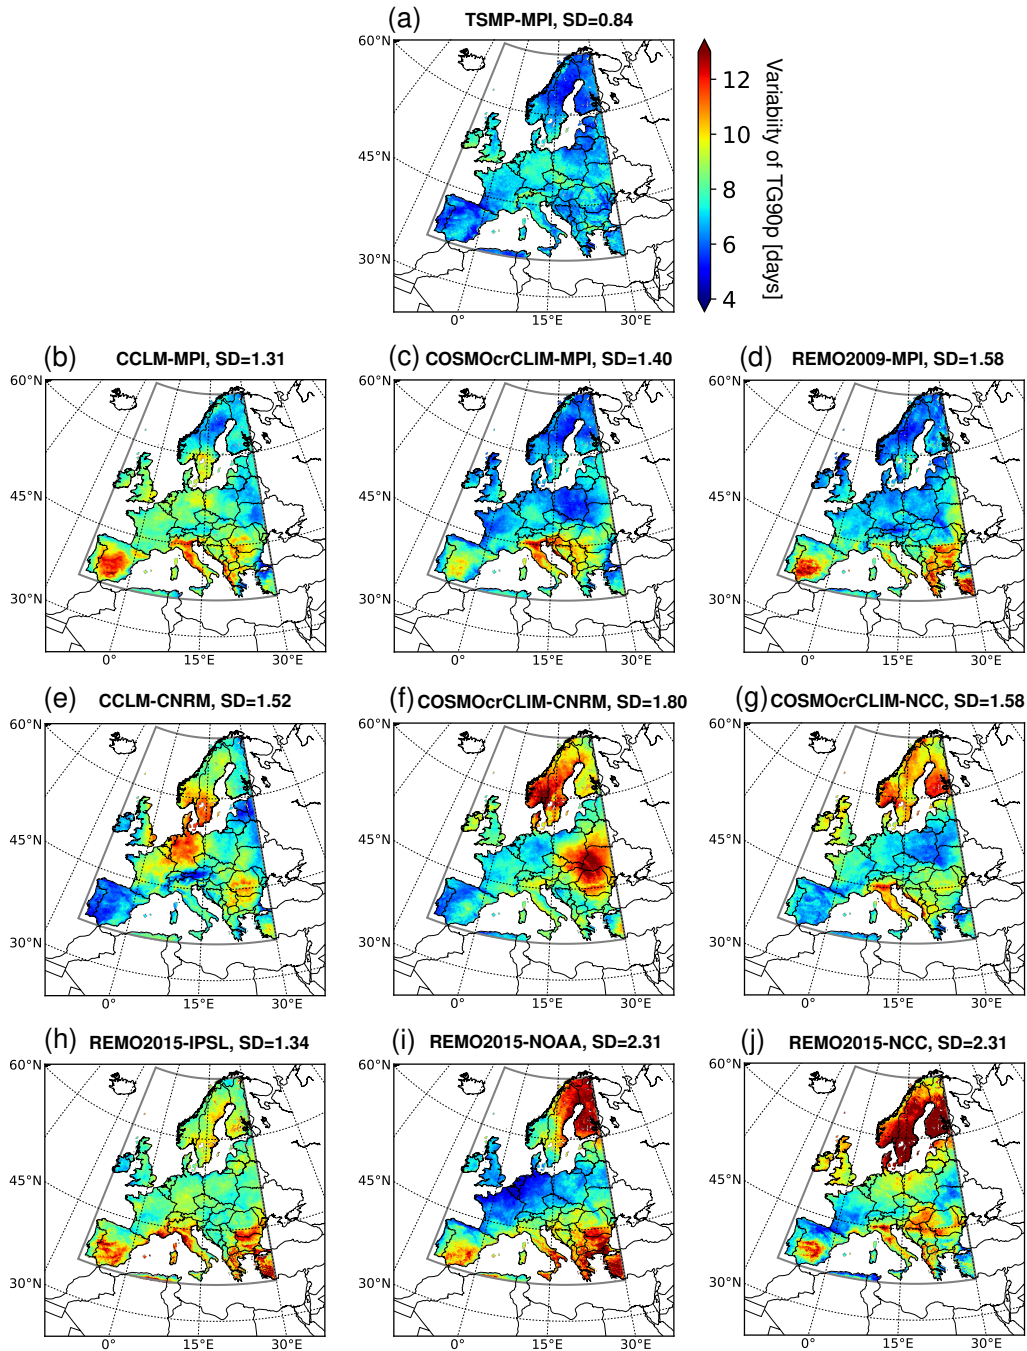 (a) TSMP-MPI, SD=0.84
60°N
45°N
30°N
0° 15°E 30°E
12
10
8
6
4
Variabiity of TG90p [days]
(b) CCLM-MPI, SD=1.31
60°N
45°N
30°N
0° 15°E 30°E
(c) COSMOcrCLIM-MPI, SD=1.40
60°N
45°N
30°N
0° 15°E 30°E
(d) REMO2009-MPI, SD=1.58
60°N
45°N
30°N
0° 15°E 30°E
(e) CCLM-CNRM, SD=1.52
60°N
45°N
30°N
0° 15°E 30°E
(f) COSMOcrCLIM-CNRM, SD=1.80
60°N
45°N
30°N
0° 15°E 30°E
(g) COSMOcrCLIM-NCC, SD=1.58
60°N
45°N
30°N
0° 15°E 30°E
(h) REMO2015-IPSL, SD=1.34
60°N
45°N
30°N
0° 15°E 30°E
(i) REMO2015-NOAA, SD=2.31
60°N
45°N
30°N
0° 15°E 30°E
(j) REMO2015-NCC, SD=2.31
60°N
45°N
30°N
0° 15°E 30°E